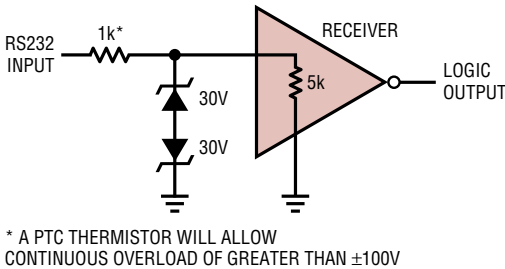 1k*
RECEIVER
RS232
INPUT
30V
5k
LOGIC
OUTPUT
30V
* A PTC THERMISTOR WILL ALLOW
CONTINUOUS OVERLOAD OF GREATER THAN ±100V